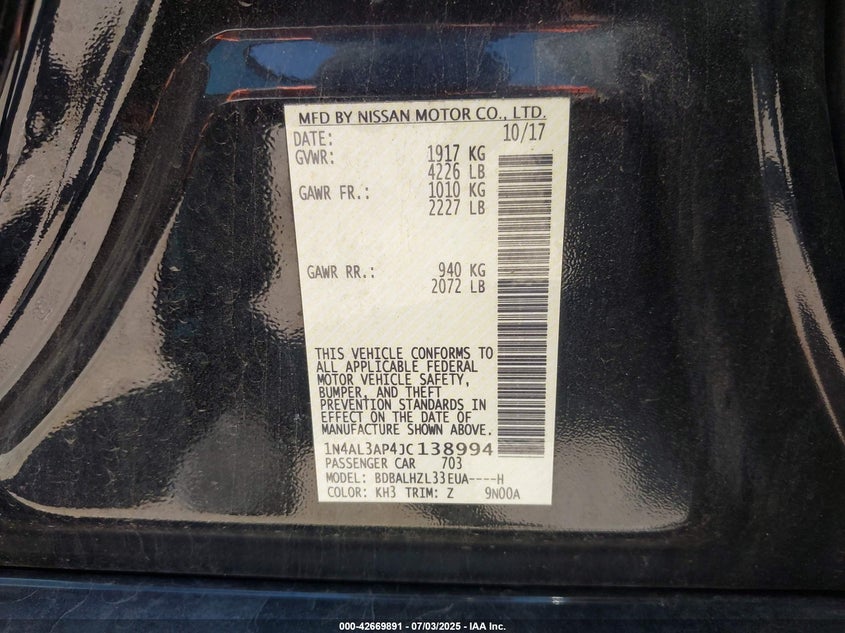 MFD BY NISSAN MOTOR CO., LTD.
DATE: 10/17
GVWR: 1917 KG
4226 LB
GAWR FR.: 1010 KG
2227 LB
GAWR RR.: 940 KG
2072 LB
THIS VEHICLE CONFORMS TO
ALL APPLICABLE FEDERAL
MOTOR VEHICLE SAFETY,
BUMPER, AND THEFT
PREVENTION STANDARDS IN
EFFECT ON THE DATE OF
MANUFACTURE SHOWN ABOVE.
1N4AL3AP4JC138994
PASSENGER CAR 703
MODEL: BDBALHZL33EUA----H
COLOR: KH3 TRIM: Z 9N00A
000-42669891 / 07/03/2025 - IAA Inc.